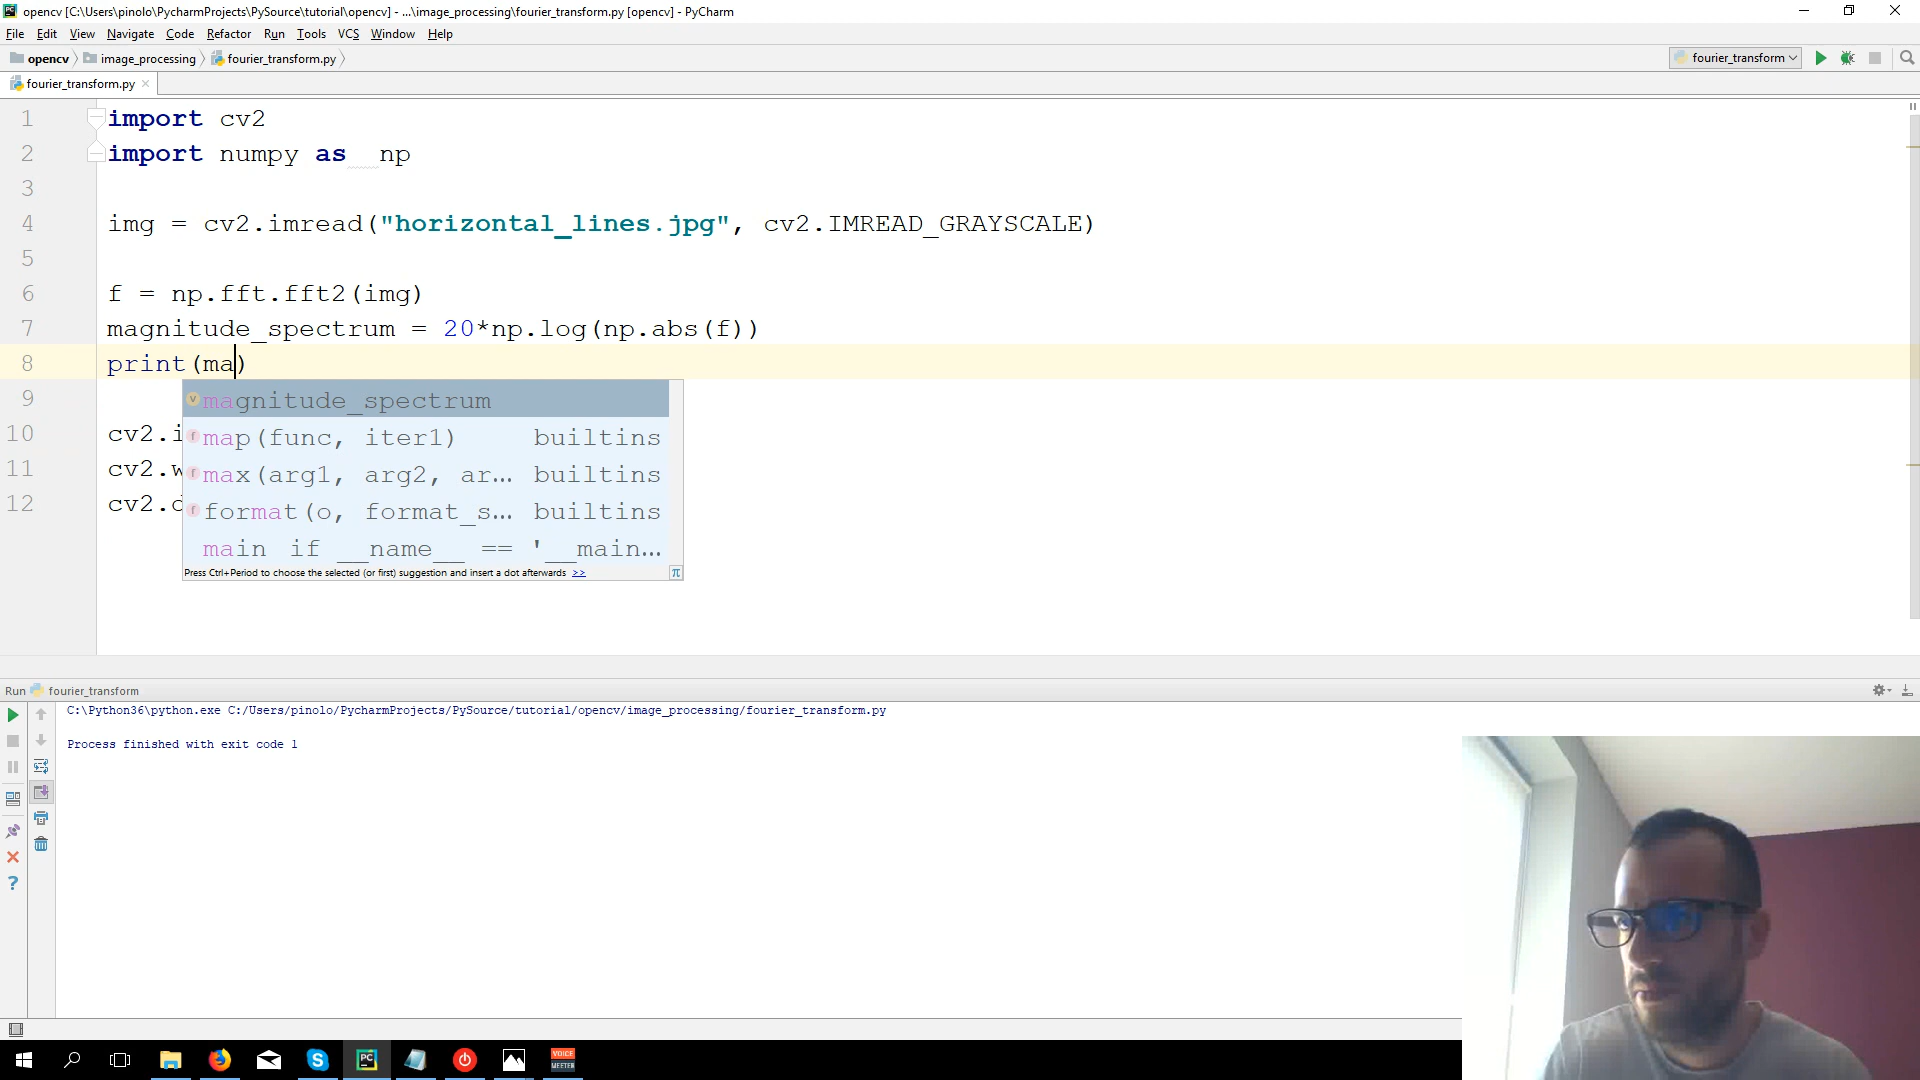 opencv [C:\Users\pinolo\PycharmProjects\PySource\tutorial\opencv] - ...\image_processing\fourier_transform.py [opencv] - PyCharm
File Edit View Navigate Code Refactor Run Tools VCS Window Help
opencv image_processing fourier_transform.py fourier_transform
fourier_transform.py
1 import cv2
2 import numpy as  np
3
4 img = cv2.imread("horizontal_lines.jpg", cv2.IMREAD_GRAYSCALE)
5
6 f = np.fft.fft2(img)
7 magnitude_spectrum = 20*np.log(np.abs(f))
8 print(ma)
9 magnitude_spectrum
10 cv2.i map(func, iter1) builtins
11 cv2.w max(arg1, arg2, ar... builtins
12 cv2.d format(o, format_s... builtins
main if __name__ == '__main...
Press Ctrl+Period to choose the selected (or first) suggestion and insert a dot afterwards >> π
Run fourier_transform
C:\Python36\python.exe C:/Users/pinolo/PycharmProjects/PySource/tutorial/opencv/image_processing/fourier_transform.py
Process finished with exit code 1
VOICE
MEETER